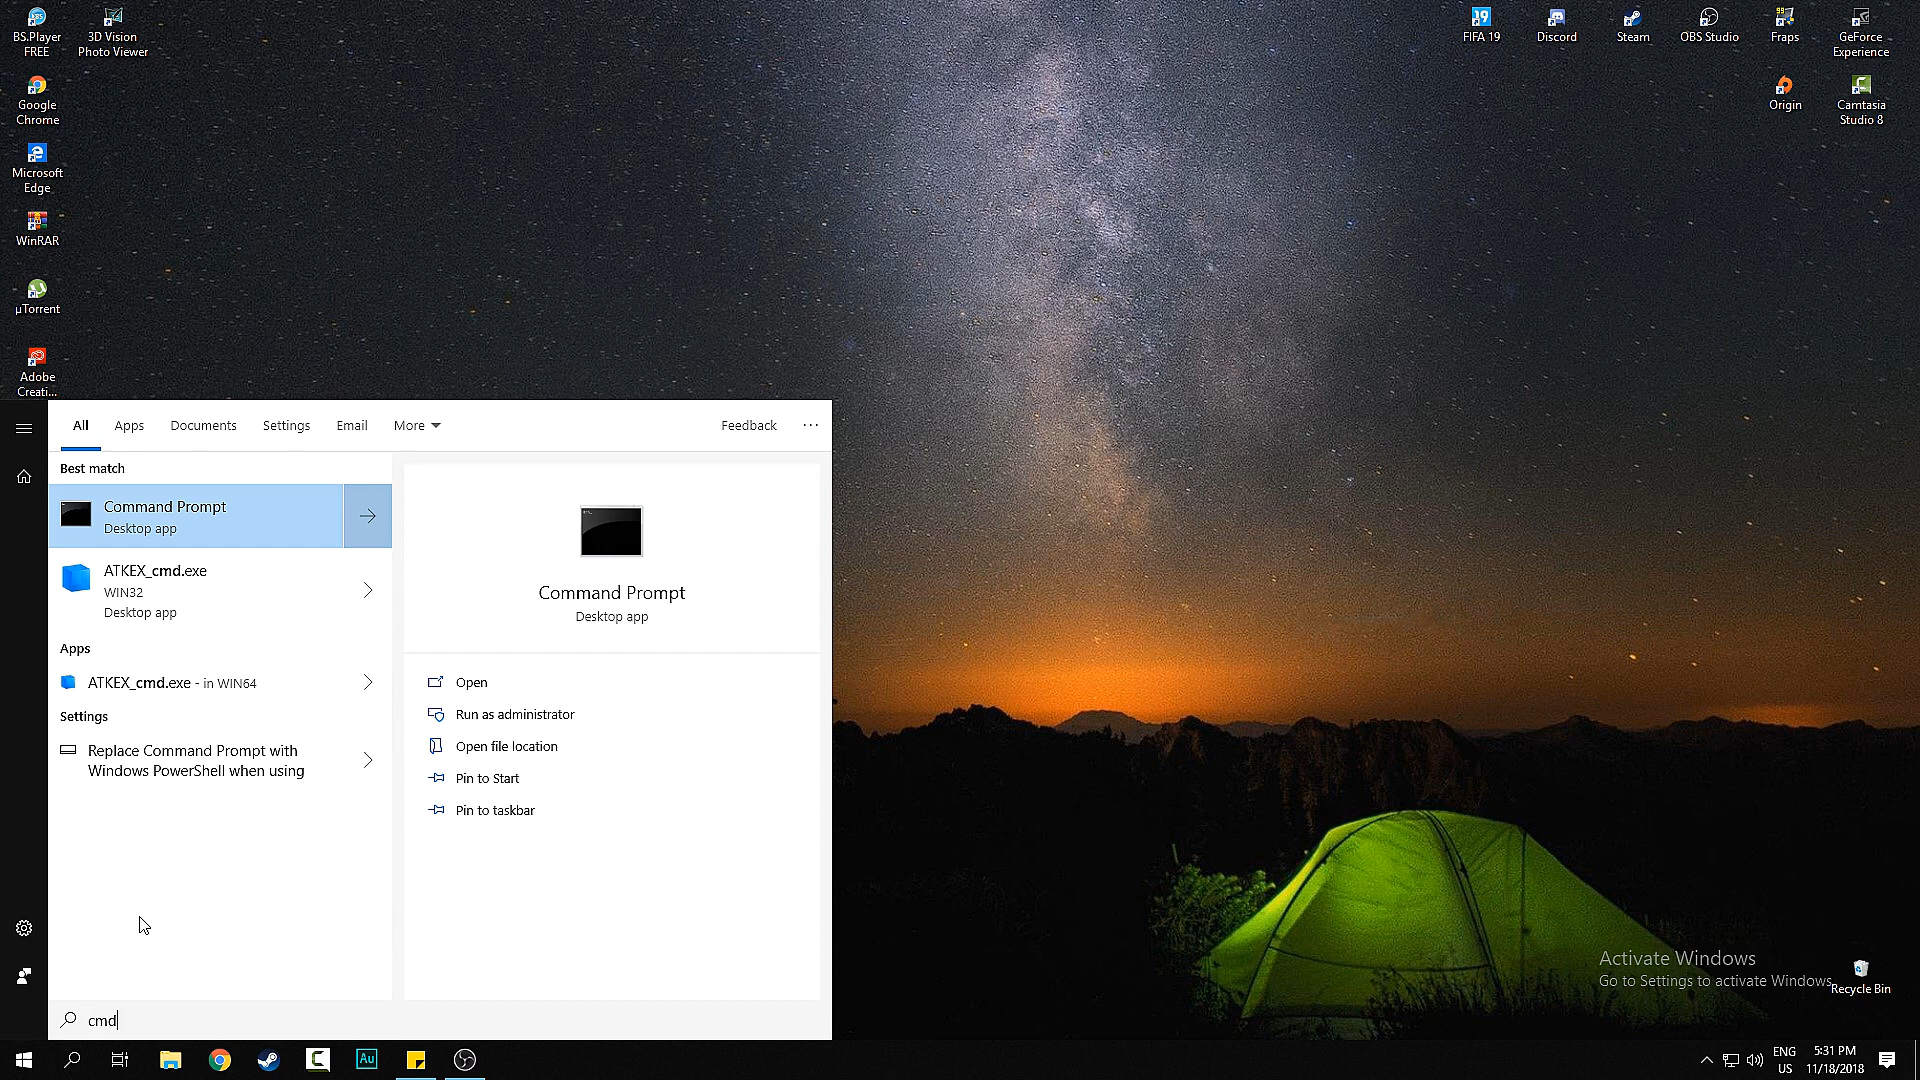 BS.Player
FREE
3D Vision
Photo Viewer
FIFA 19
Discord
Steam
OBS Studio
Fraps
GeForce
Experience
Google
Chrome
Origin
Camtasia
Studio 8
Microsoft
Edge
WinRAR
µTorrent
Adobe
Creati...
All
Apps
Documents
Settings
Email
More
Feedback
Best match
Command Prompt
Desktop app
ATKEX_cmd.exe
WIN32
Desktop app
Apps
ATKEX_cmd.exe - in WIN64
Settings
Replace Command Prompt with
Windows PowerShell when using
Command Prompt
Desktop app
Open
Run as administrator
Open file location
Pin to Start
Pin to taskbar
Activate Windows
Go to Settings to activate Windows.
Recycle Bin
cmd
Au
ENG
US
5:31 PM
11/18/2018